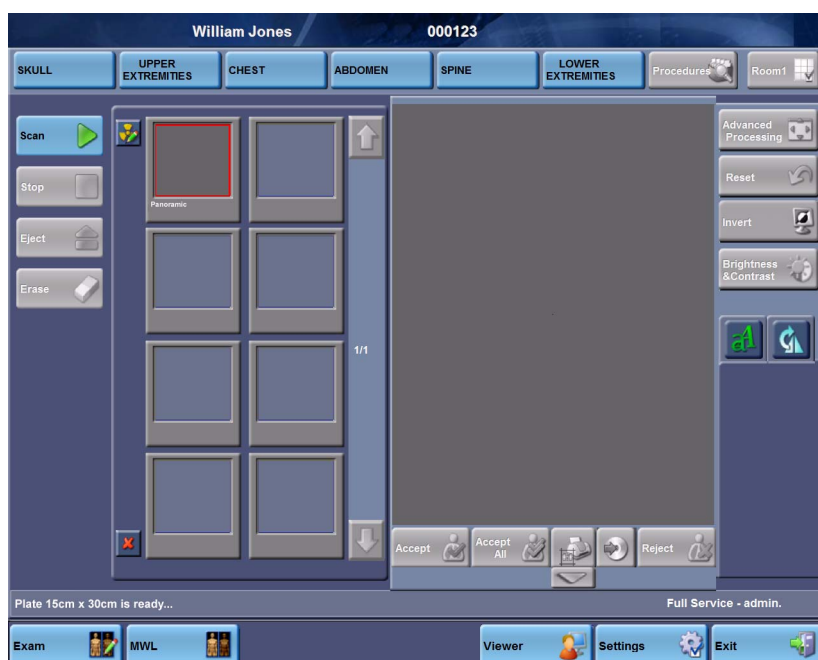 William Jones 000123
SKULL
UPPER
EXTREMITIES
CHEST
ABDOMEN
SPINE
LOWER
EXTREMITIES
Procedures
Room1
Scan
Stop
Eject
Erase
Panoramic
1/1
Advanced
Processing
Reset
Invert
Brightness
&Contrast
aA
Accept
Accept
All
Reject
Plate 15cm x 30cm is ready...
Full Service - admin.
Exam
MWL
Viewer
Settings
Exit